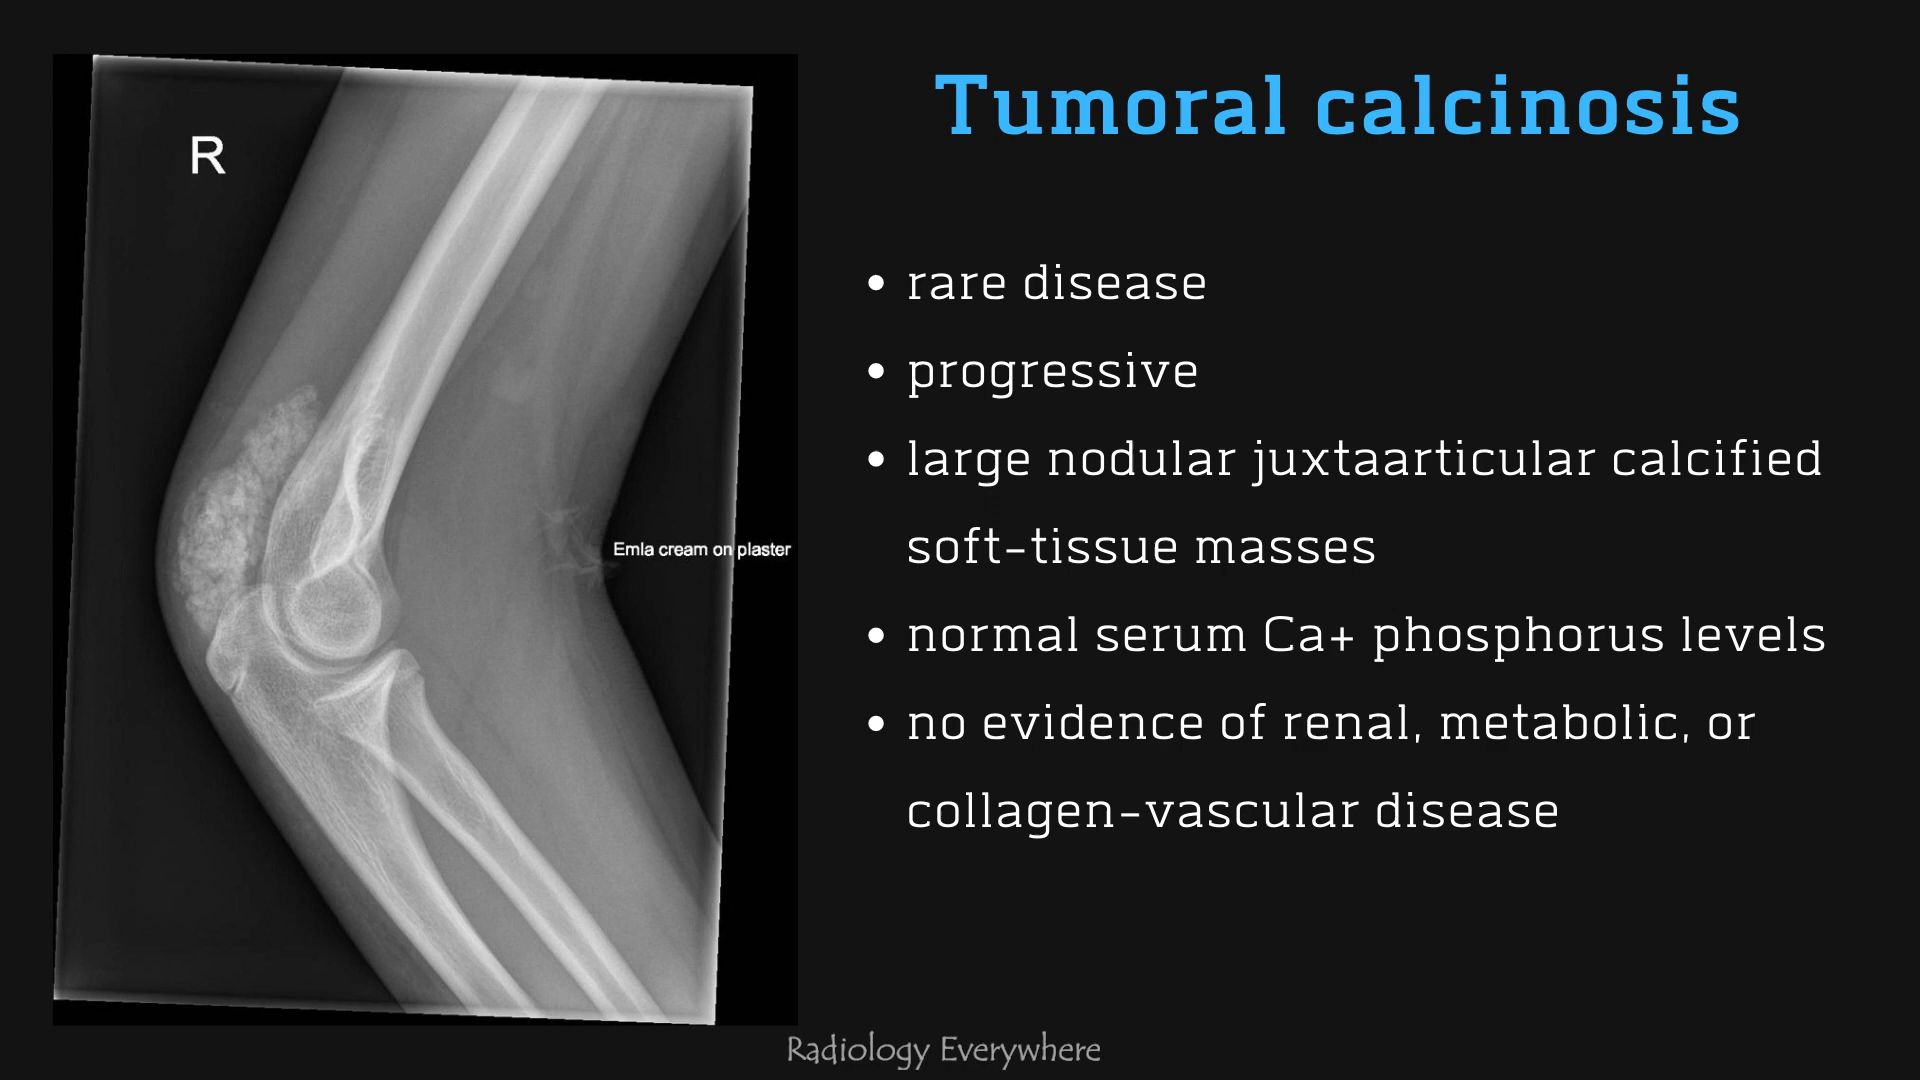 R
Emla cream on plaster
Tumoral calcinosis
• rare disease
• progressive
• large nodular juxtaarticular calcified
soft-tissue masses
• normal serum Ca+ phosphorus levels
• no evidence of renal, metabolic, or
collagen-vascular disease
Radiology Everywhere